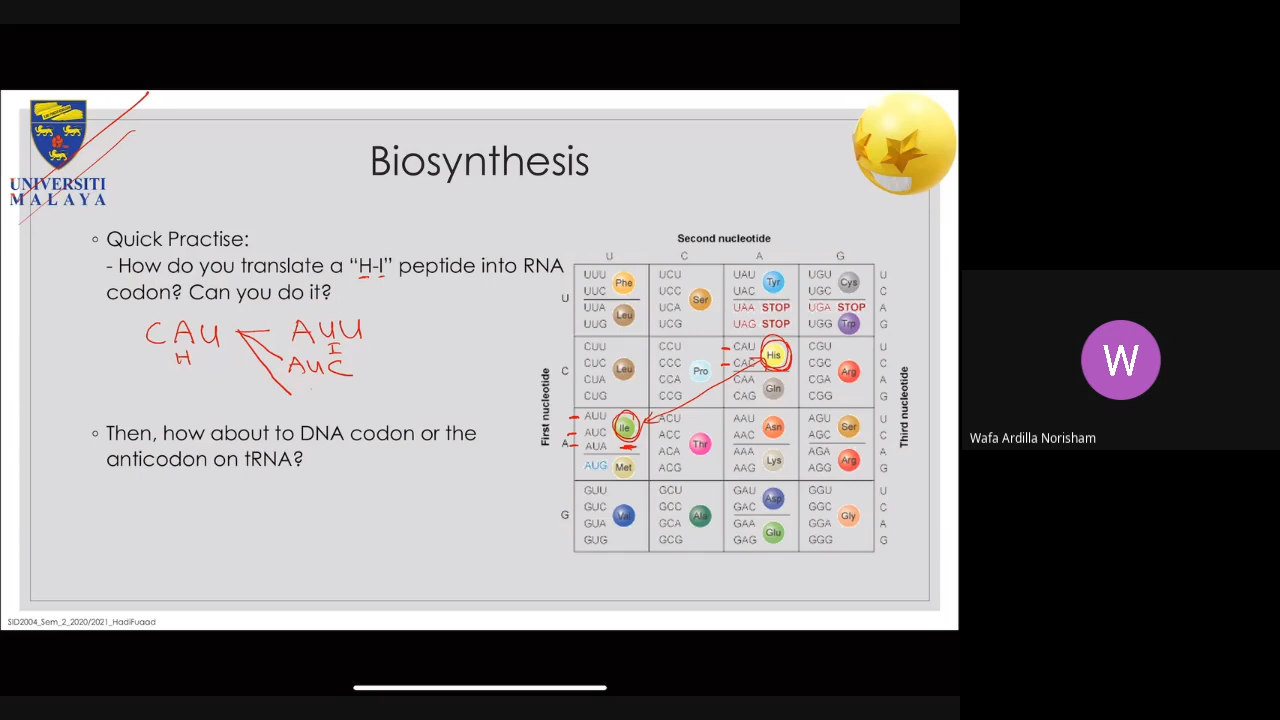 UNIVERSITI
MALAYA
Biosynthesis
Quick Practise:
- How do you translate a “H-I” peptide into RNA
codon? Can you do it?
CAU AUU
H I
AUC
Then, how about to DNA codon or the
anticodon on tRNA?
Second nucleotide
U C A G
First nucleotide
Third nucleotide
U
UUU Phe UCU Ser UAU Tyr UGU Cys U
UUC UCC UAC UGC C
UUA Leu UCA UAA STOP UGA STOP A
UUG UCG UAG STOP UGG Trp G
C
CUU Leu CCU Pro CAU His CGU Arg U
CUC CCC CAC CGC C
CUA CCA CAA Gln CGA A
CUG CCG CAG CGG G
A
AUU Ile ACU Thr AAU Asn AGU Ser U
AUC ACC AAC AGC C
AUA ACA AAA Lys AGA Arg A
AUG Met ACG AAG AGG G
G
GUU Val GCU Ala GAU Asp GGU Gly U
GUC GCC GAC GGC C
GUA GCA GAA Glu GGA A
GUG GCG GAG GGG G
SID2004_Sem_2_2020/2021_HadiFuaad
W
Wafa Ardilla Norisham